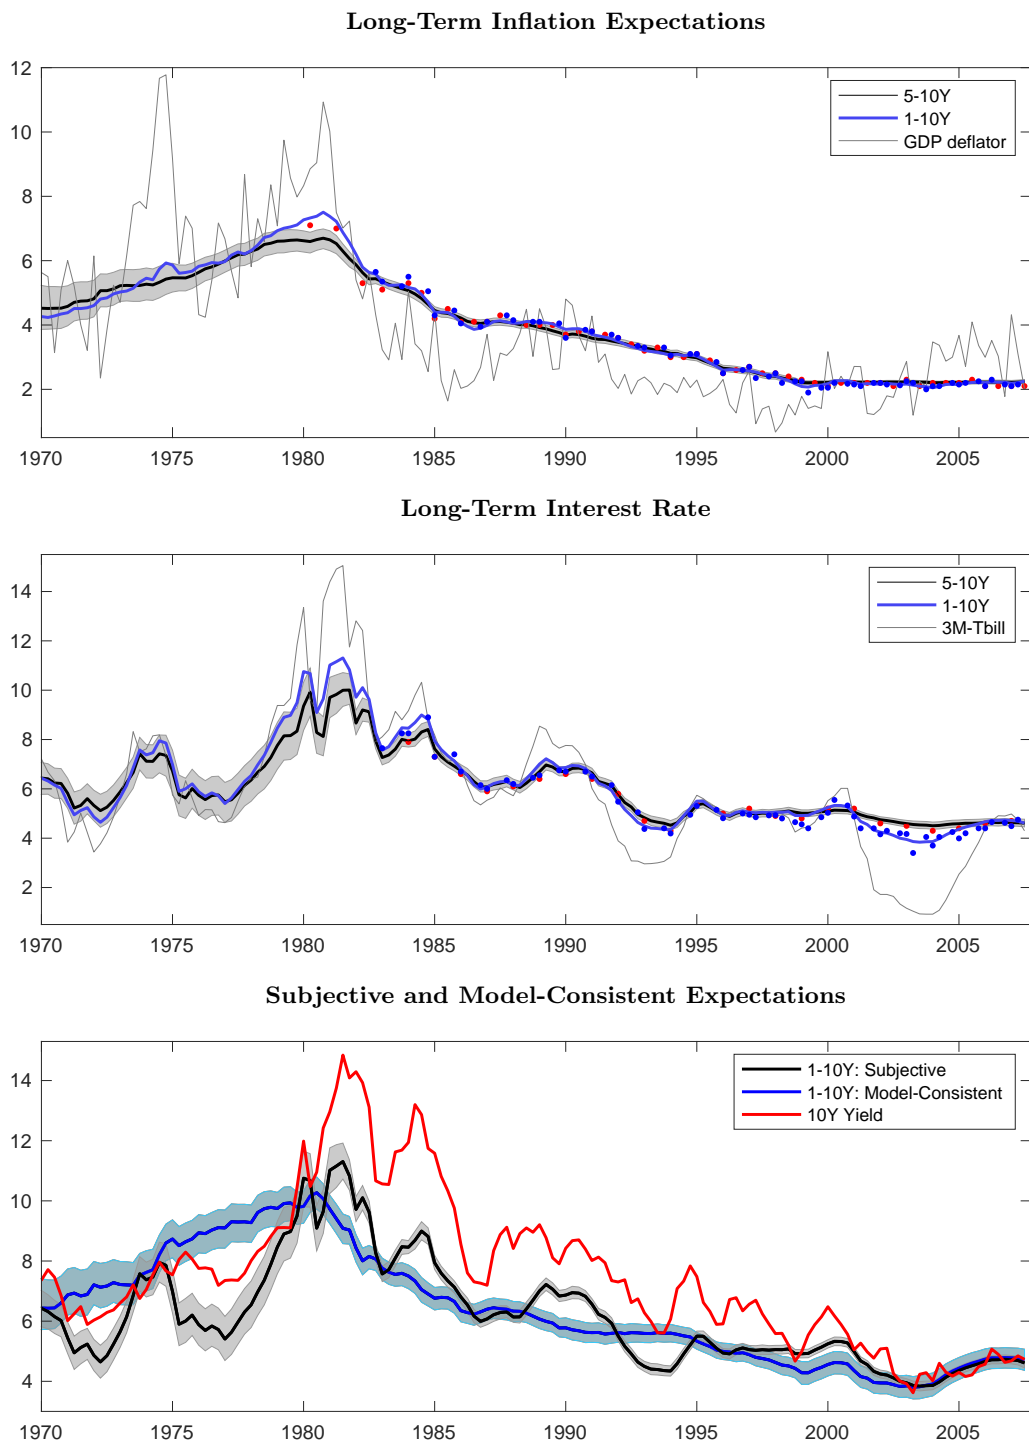 Long-Term Inflation Expectations
12
10
8
6
4
2
5-10Y
1-10Y
GDP deflator
1970 1975 1980 1985 1990 1995 2000 2005
Long-Term Interest Rate
14
12
10
8
6
4
2
5-10Y
1-10Y
3M-Tbill
1970 1975 1980 1985 1990 1995 2000 2005
Subjective and Model-Consistent Expectations
14
12
10
8
6
4
1-10Y: Subjective
1-10Y: Model-Consistent
10Y Yield
1970 1975 1980 1985 1990 1995 2000 2005